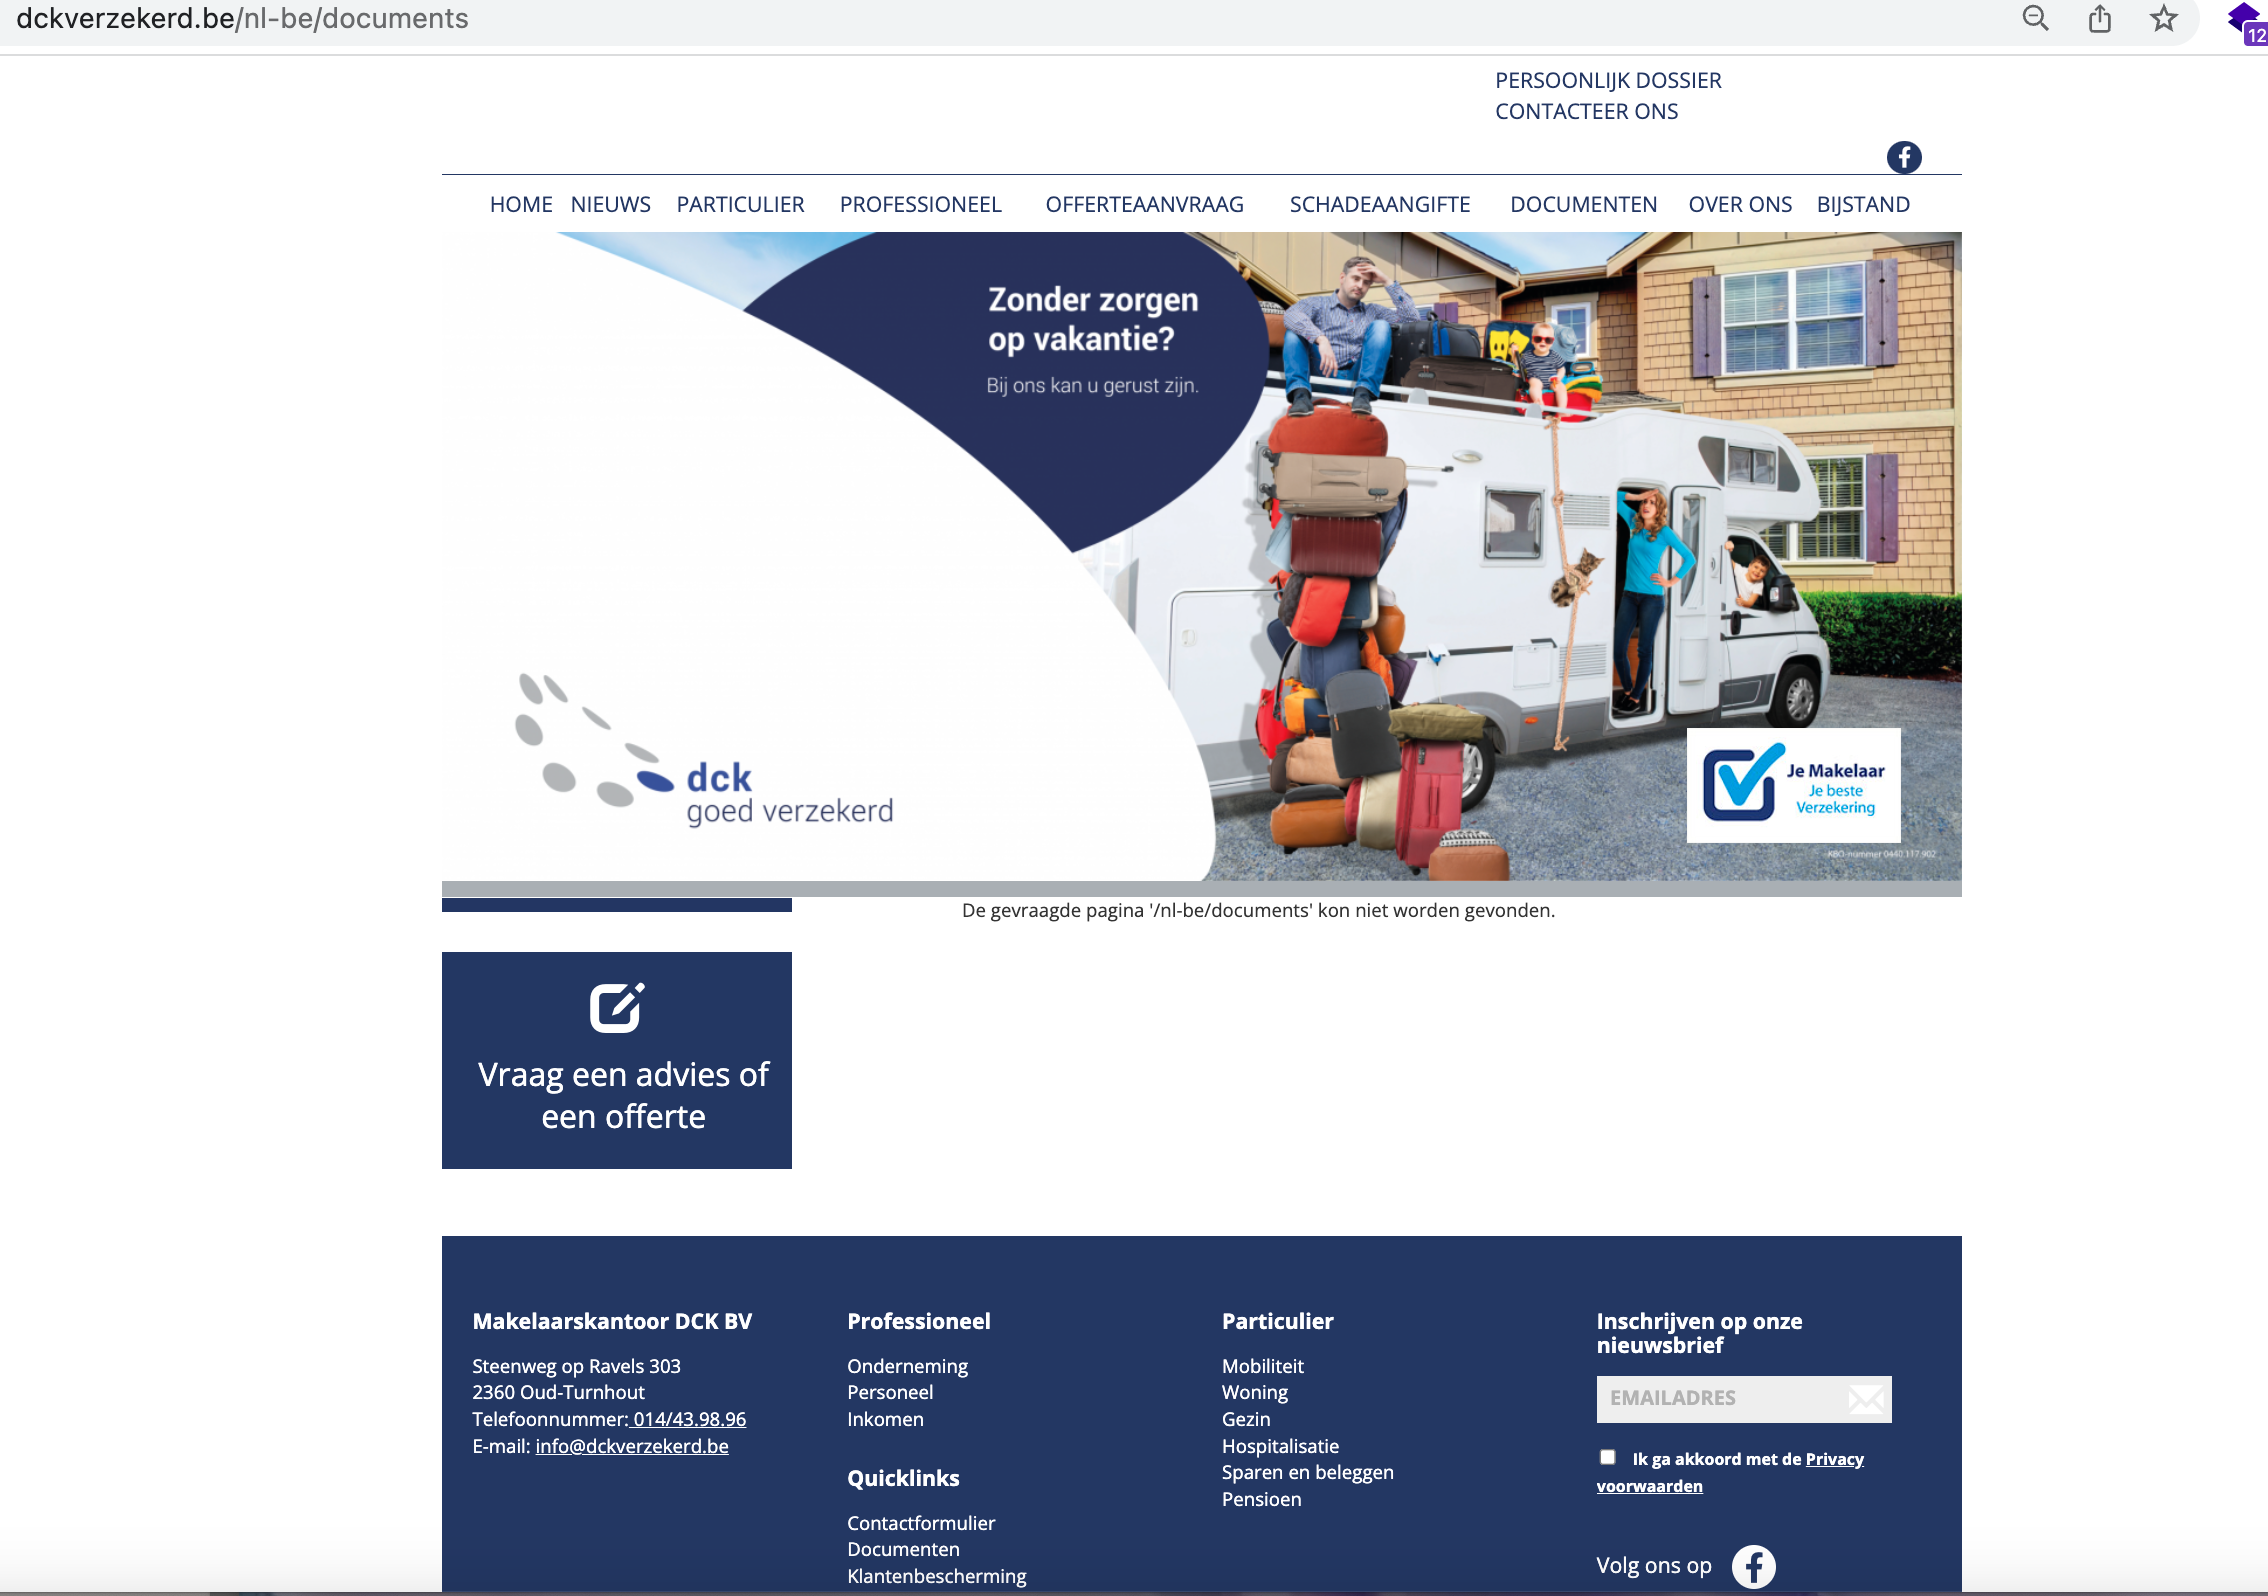 dckverzekerd.be/nl-be/documents
12
PERSOONLIJK DOSSIER
CONTACTEER ONS
HOME NIEUWS PARTICULIER PROFESSIONEEL OFFERTEAANVRAAG SCHADEAANGIFTE DOCUMENTEN OVER ONS BIJSTAND
Zonder zorgen
op vakantie?
Bij ons kan u gerust zijn.
dck
goed verzekerd
Je Makelaar
Je beste
Verzekering
KBO-nummer 0440.117.902
De gevraagde pagina '/nl-be/documents' kon niet worden gevonden.
Vraag een advies of
een offerte
Makelaarskantoor DCK BV
Steenweg op Ravels 303
2360 Oud-Turnhout
Telefoonnummer: 014/43.98.96
E-mail: info@dckverzekerd.be
Professioneel
Onderneming
Personeel
Inkomen
Quicklinks
Contactformulier
Documenten
Klantenbescherming
Particulier
Mobiliteit
Woning
Gezin
Hospitalisatie
Sparen en beleggen
Pensioen
Inschrijven op onze
nieuwsbrief
EMAILADRES
Ik ga akkoord met de Privacy
voorwaarden
Volg ons op